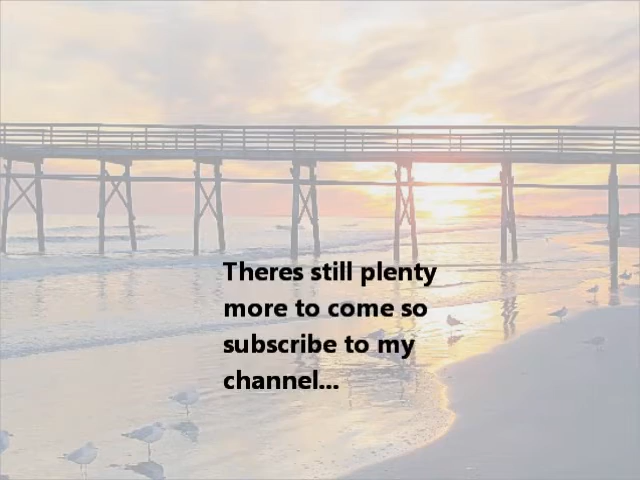 Theres still plenty
more to come so
subscribe to my
channel...